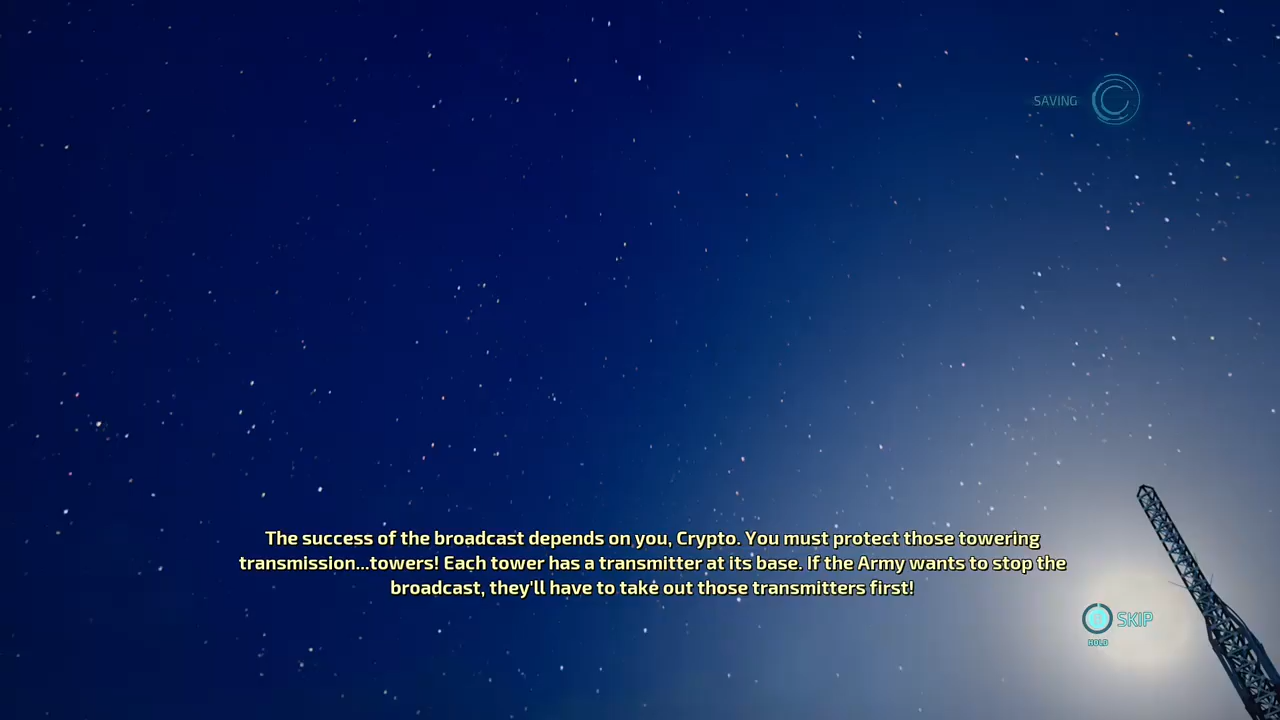 SAVING
The success of the broadcast depends on you, Crypto. You must protect those towering
transmission...towers! Each tower has a transmitter at its base. If the Army wants to stop the
broadcast, they'll have to take out those transmitters first!
SKIP
HOLD